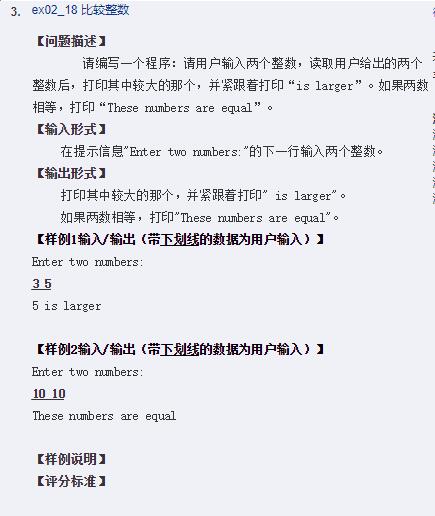 3. ex02_18 比较整数
【问题描述】
请编写一个程序：请用户输入两个整数，读取用户给出的两个
整数后，打印其中较大的那个，并紧跟着打印“is larger”。如果两数
相等，打印“These numbers are equal”。
【输入形式】
在提示信息"Enter two numbers:"的下一行输入两个整数。
【输出形式】
打印其中较大的那个，并紧跟着打印" is larger"。
如果两数相等，打印"These numbers are equal"。
【样例1输入/输出（带下划线的数据为用户输入）】
Enter two numbers:
3 5
5 is larger
【样例2输入/输出（带下划线的数据为用户输入）】
Enter two numbers:
10 10
These numbers are equal
【样例说明】
【评分标准】